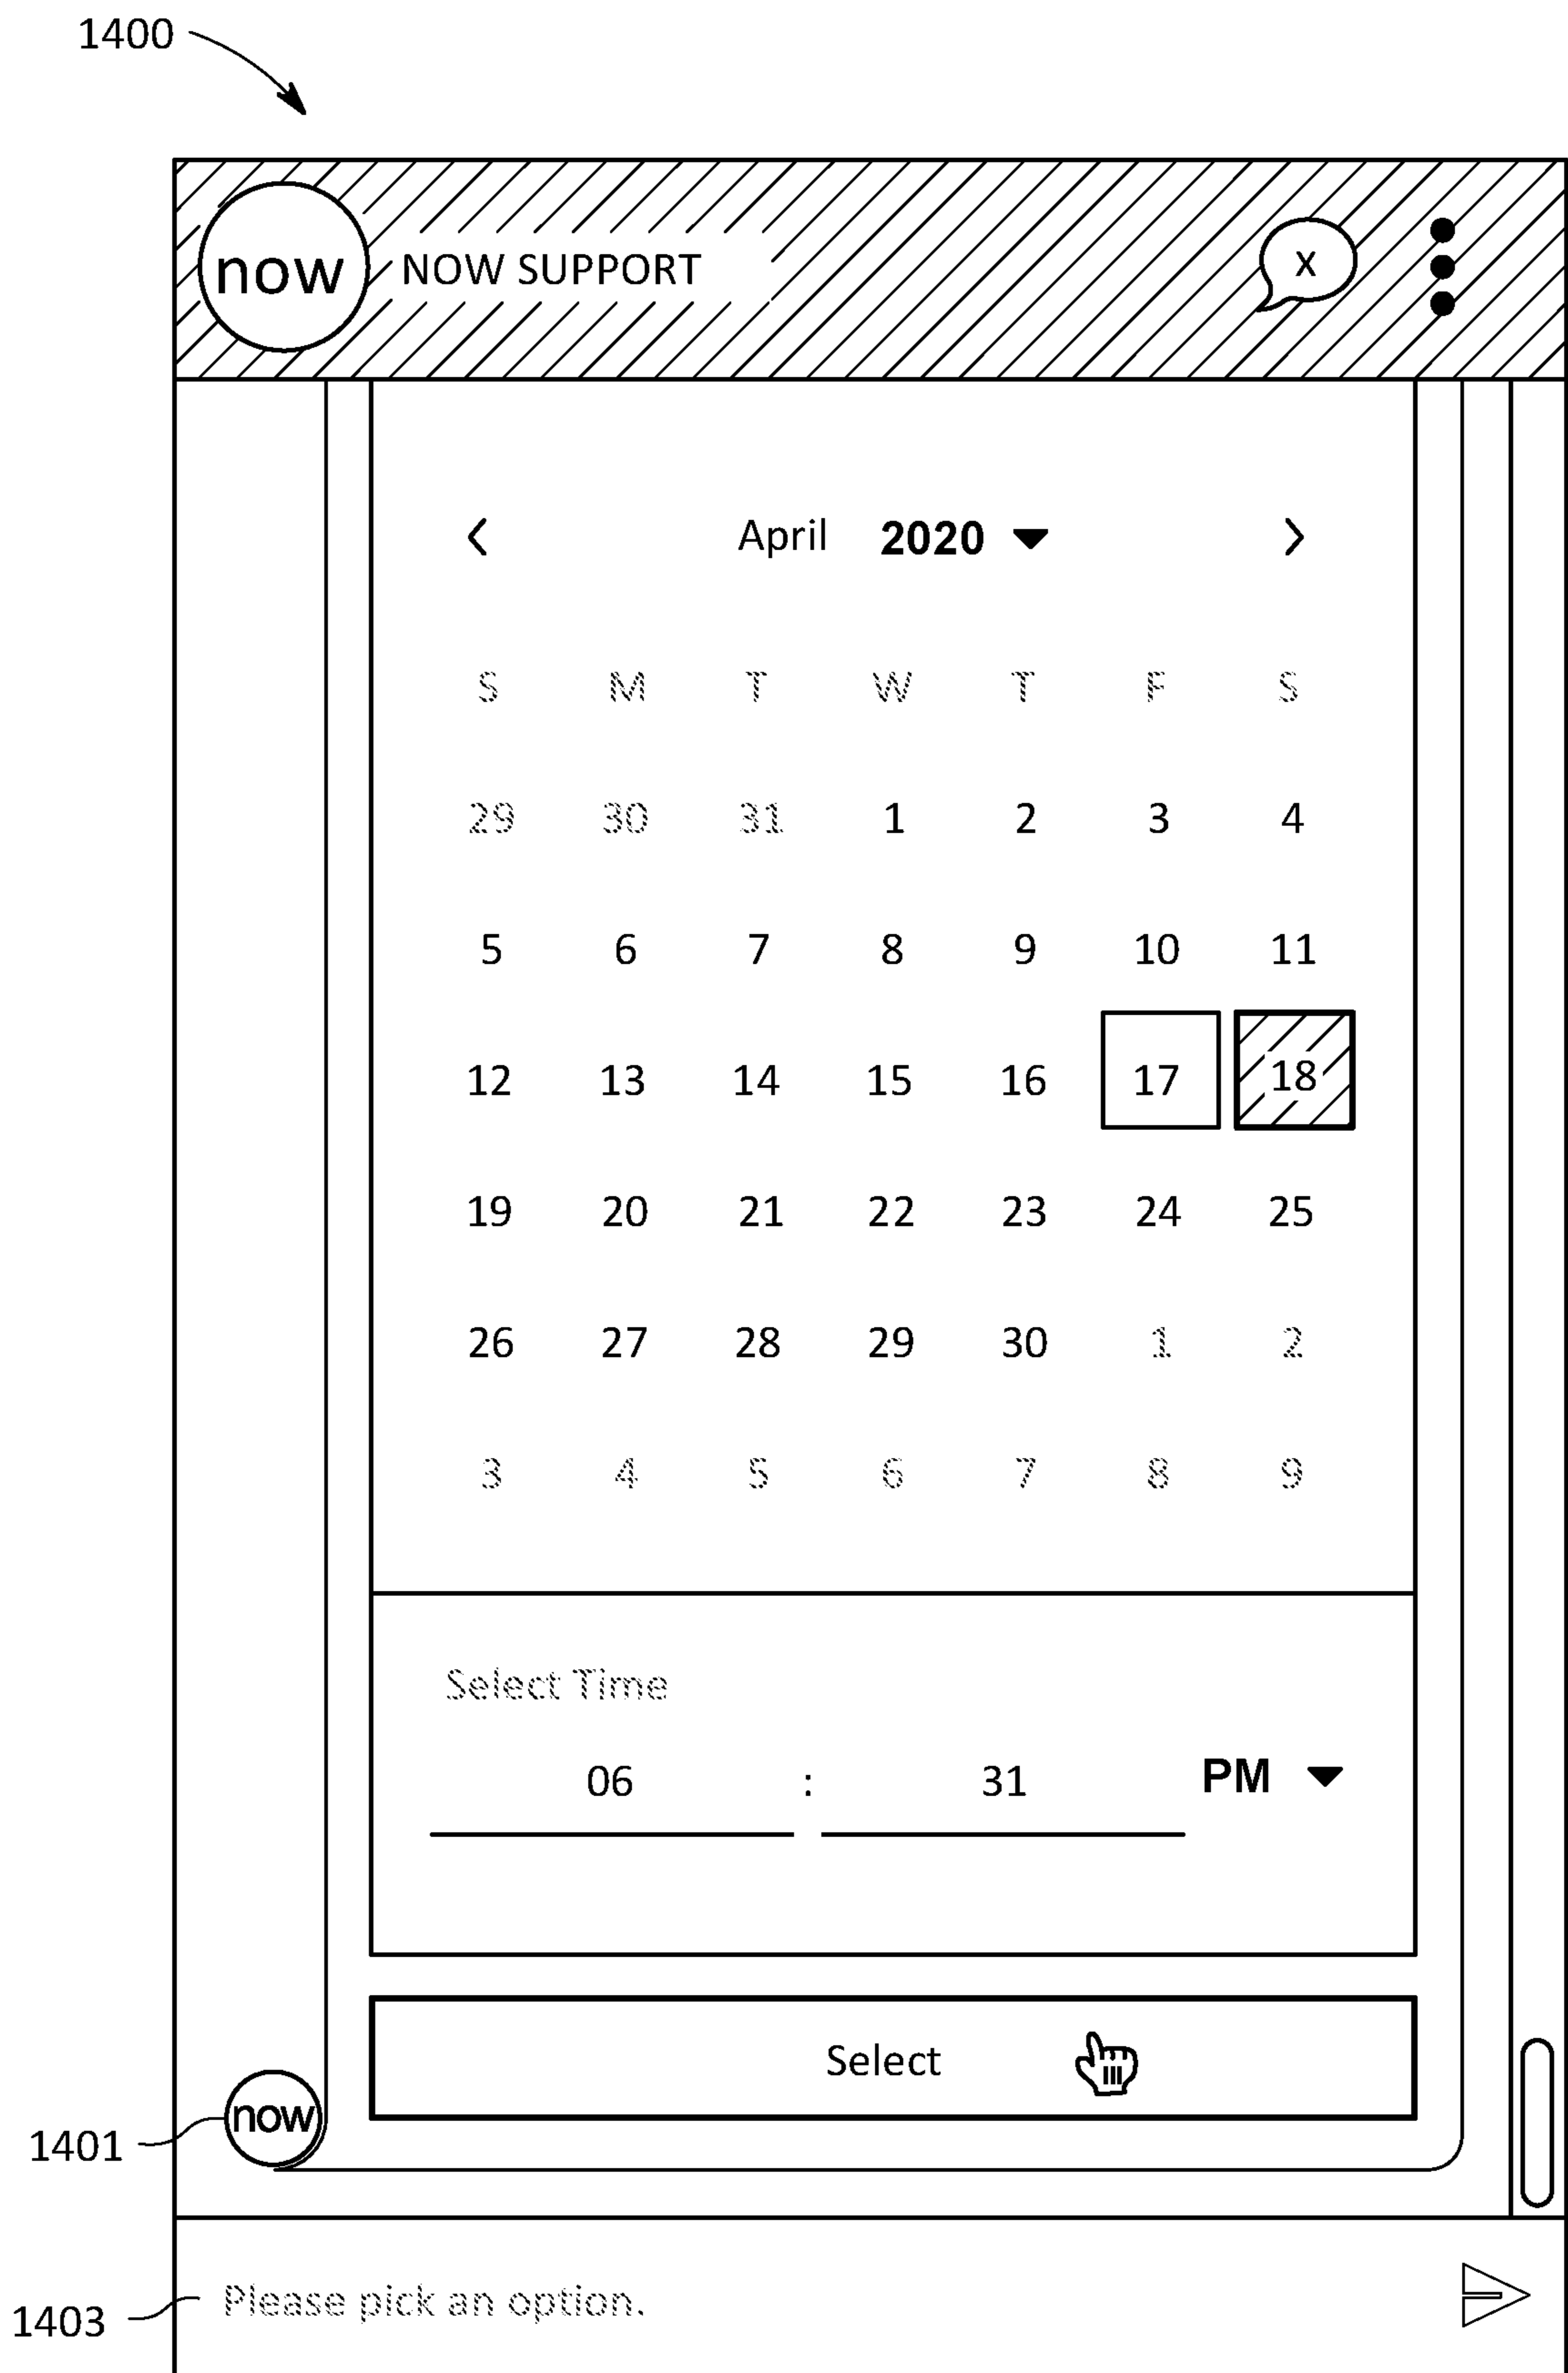 1400
now NOW SUPPORT X
April 2020
S M T W T F S
29 30 31 1 2 3 4
5 6 7 8 9 10 11
12 13 14 15 16 17 18
19 20 21 22 23 24 25
26 27 28 29 30 1 2
3 4 5 6 7 8 9
Select Time
06 : 31 PM
Select
now
1401
Please pick an option.
1403